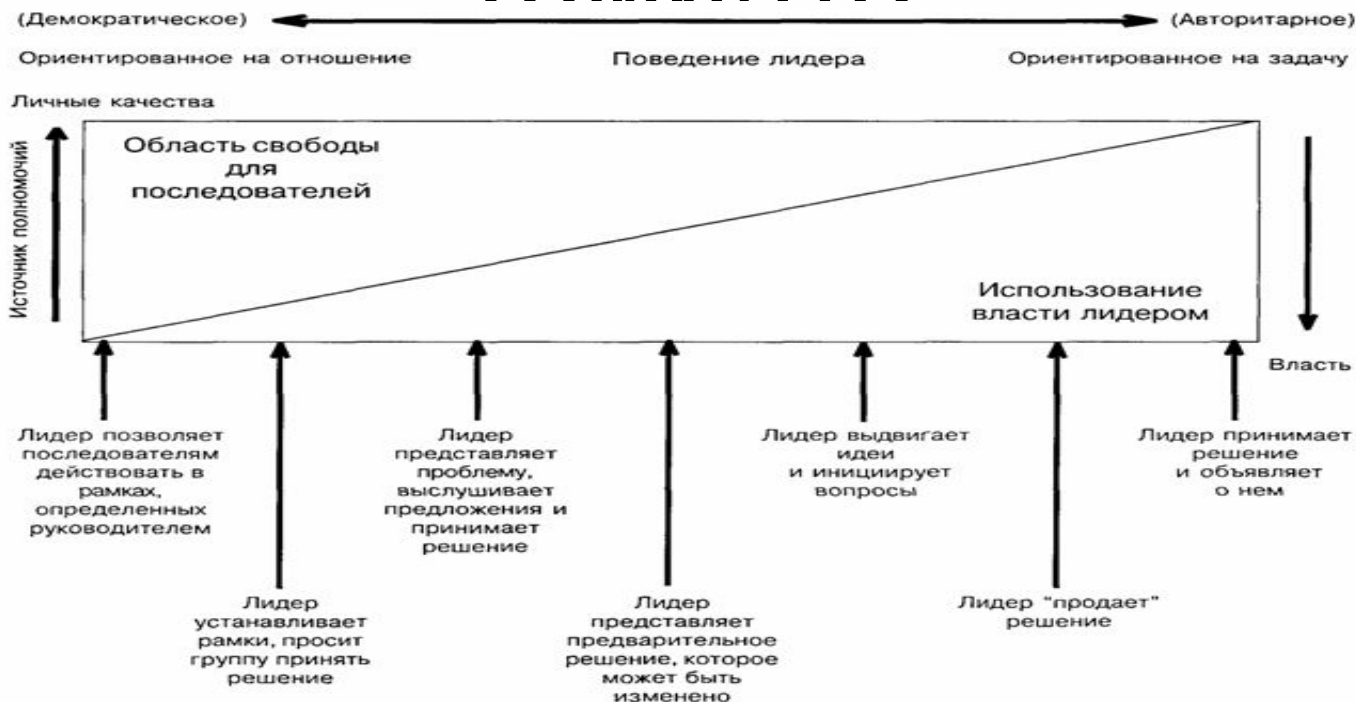 (Демократическое)
(Авторитарное)
Ориентированное на отношение
Поведение лидера
Ориентированное на задачу
Личные качества
Источник полномочий
Область свободы
для
последователей
Использование
власти лидером
Власть
Лидер позволяет
последователям
действовать в
рамках,
определенных
руководителем
Лидер
устанавливает
рамки, просит
группу принять
решение
Лидер
представляет
проблему,
выслушивает
предложения и
принимает
решение
Лидер
представляет
предварительное
решение, которое
может быть
изменено
Лидер выдвигает
идеи
и инициирует
вопросы
Лидер "продает"
решение
Лидер принимает
решение
и объявляет
о нем